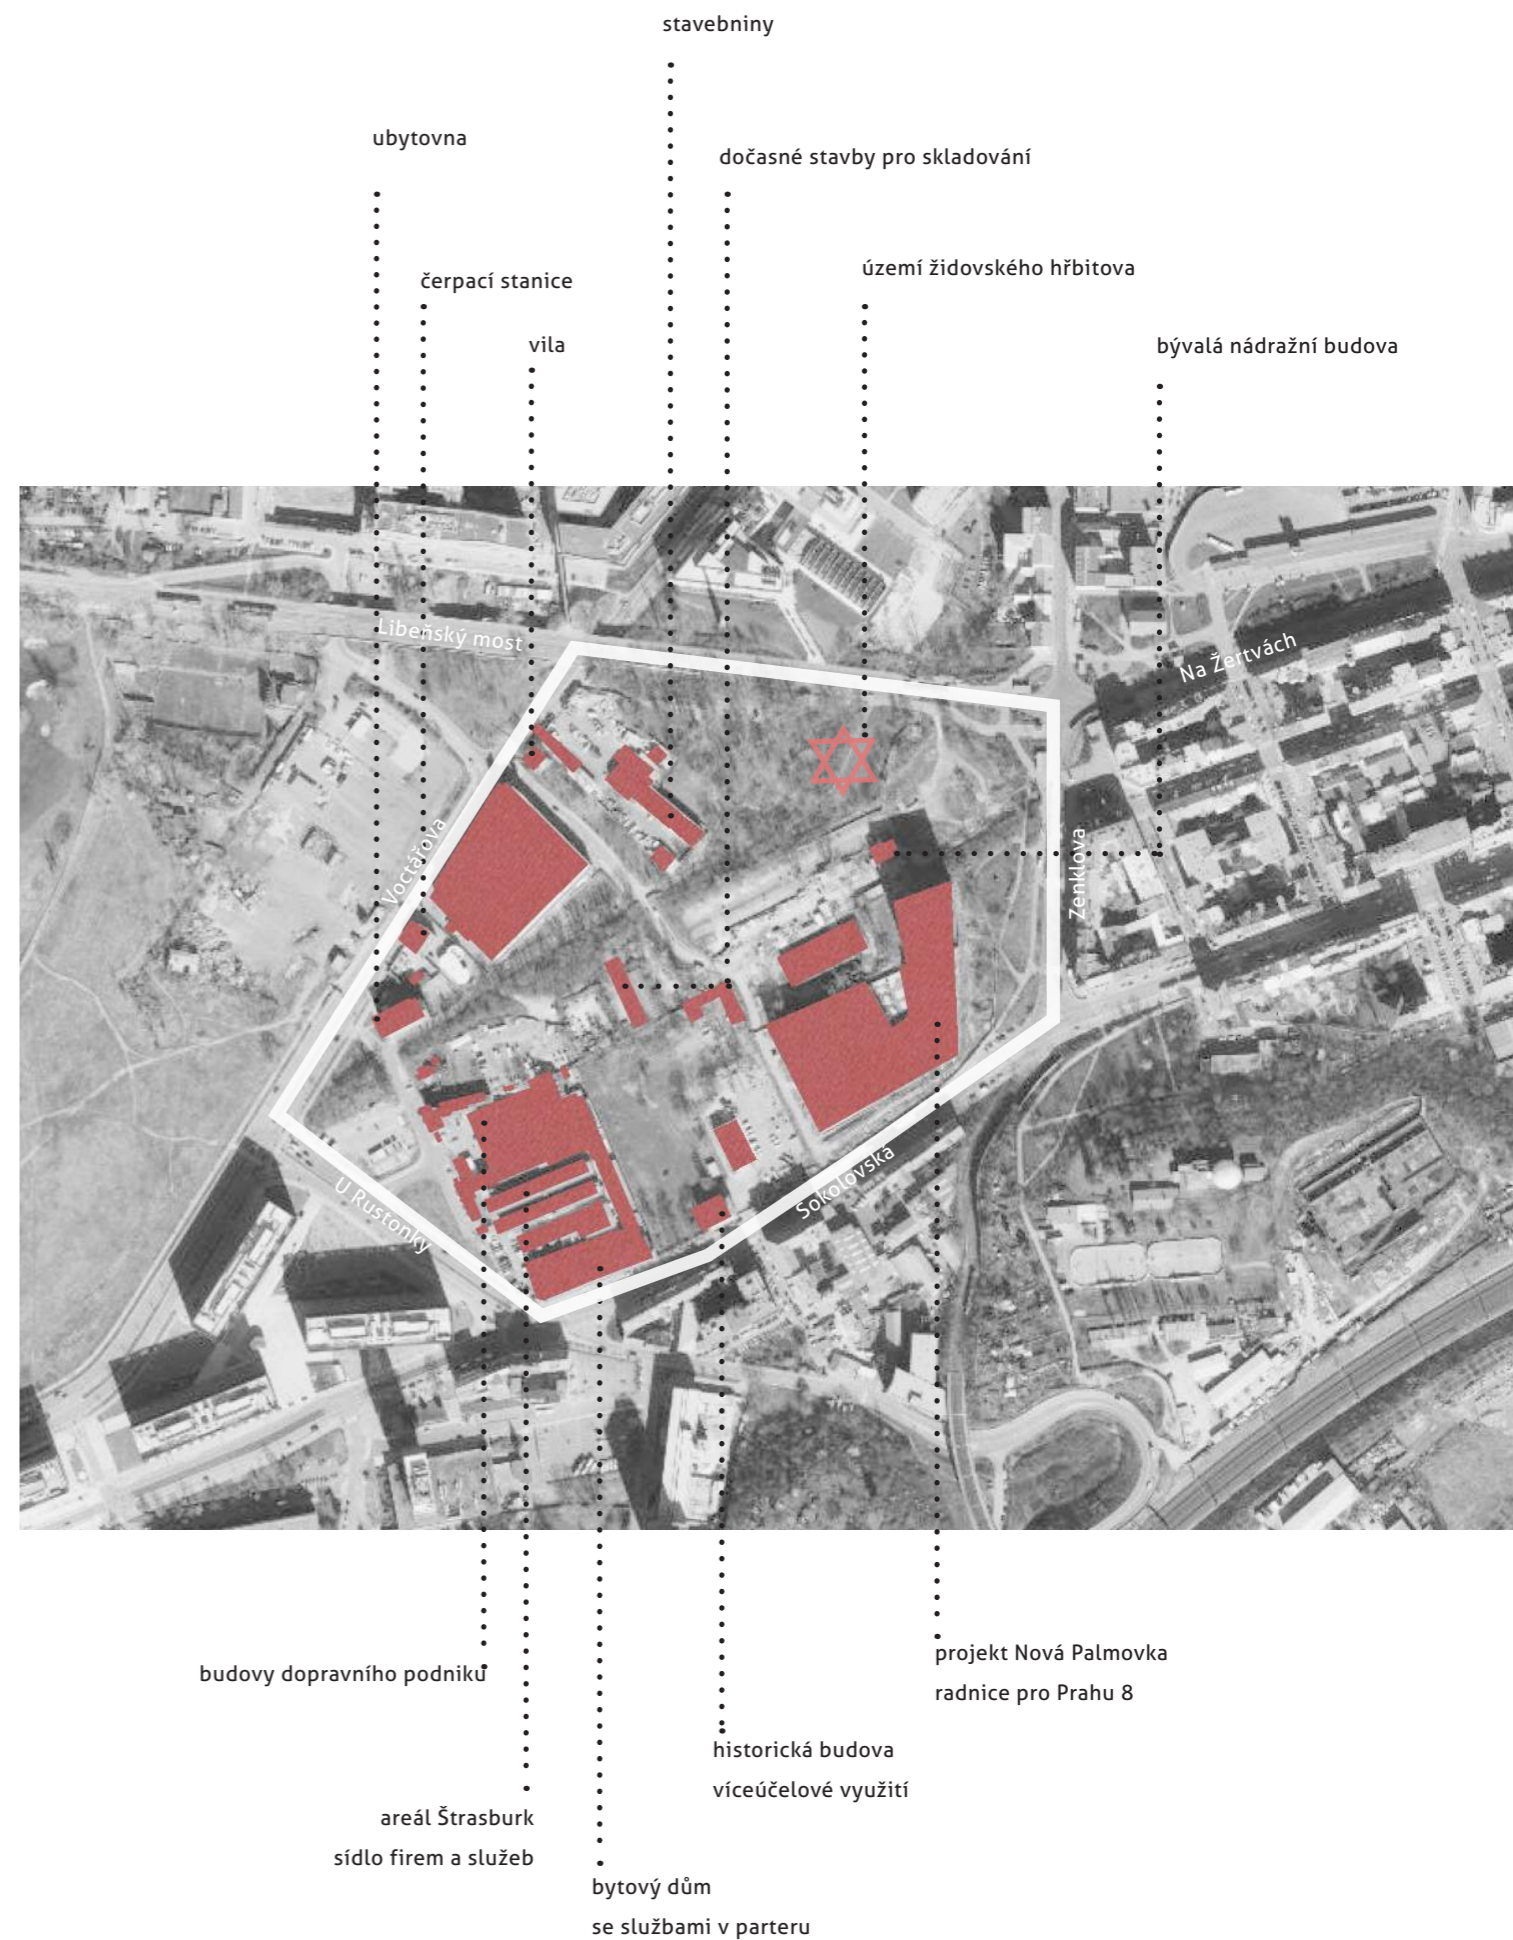 stavebniny
ubytovna
dočasné stavby pro skladování
území židovského hřbitova
čerpací stanice
vila
bývalá nádražní budova
Libeňský most
Na Žertvách
Voctářova
Zenklova
Sokolovská
U Rustonky
projekt Nová Palmovka
radnice pro Prahu 8
budovy dopravního podniku
historická budova
víceúčelové využití
areál Štrasburk
sídlo firem a služeb
bytový dům
se službami v parteru